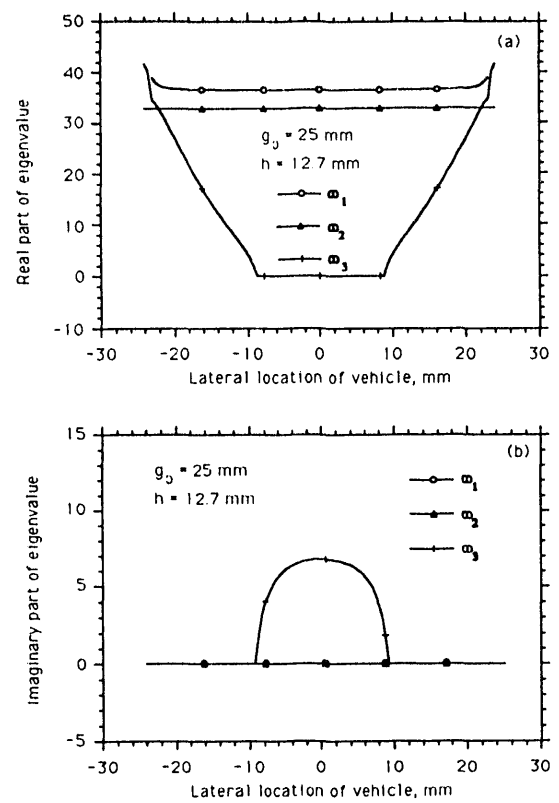 (a)
60
50
40
30
20
10
0
-10
Real part of eigenvalue
g₀ = 25 mm
h = 12.7 mm
ω₁
ω₂
ω₃
-30 -20 -10 0 10 20 30
Lateral location of vehicle, mm
(b)
15
10
5
0
-5
Imaginary part of eigenvalue
g₀ = 25 mm
h = 12.7 mm
ω₁
ω₂
ω₃
-30 -20 -10 0 10 20 30
Lateral location of vehicle, mm